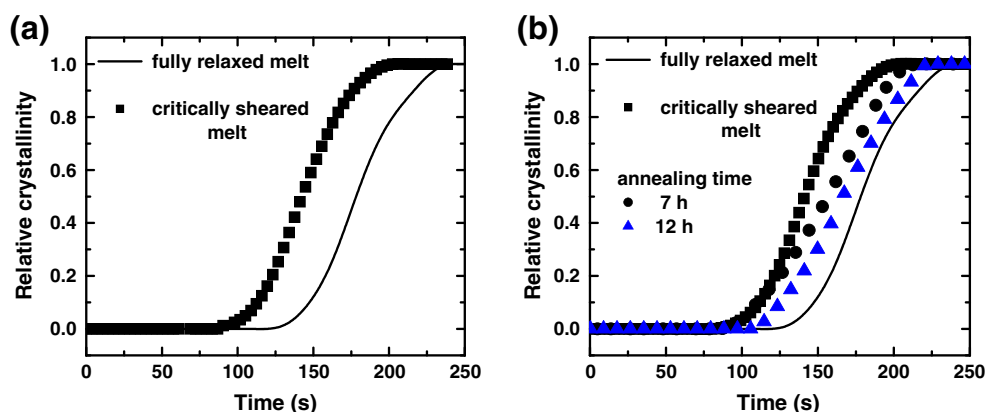 (a)
fully relaxed melt
critically sheared
melt
Relative crystallinity
1.0
0.8
0.6
0.4
0.2
0.0
0 50 100 150 200 250
Time (s)
(b)
fully relaxed melt
critically sheared
melt
annealing time
7 h
12 h
Relative crystallinity
1.0
0.8
0.6
0.4
0.2
0.0
0 50 100 150 200 250
Time (s)